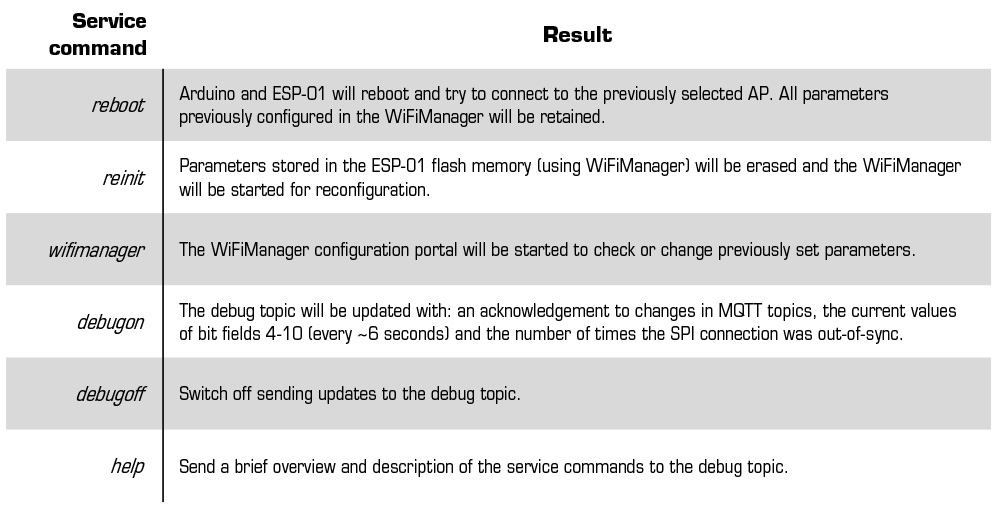 Service
command
Result
reboot
Arduino and ESP-01 will reboot and try to connect to the previously selected AP. All parameters
previously configured in the WiFiManager will be retained.
reinit
Parameters stored in the ESP-01 flash memory (using WiFiManager) will be erased and the WiFiManager
will be started for reconfiguration.
wifimanager
The WiFiManager configuration portal will be started to check or change previously set parameters.
debugon
The debug topic will be updated with: an acknowledgement to changes in MQTT topics, the current values
of bit fields 4-10 (every ~6 seconds) and the number of times the SPI connection was out-of-sync.
debugoff
Switch off sending updates to the debug topic.
help
Send a brief overview and description of the service commands to the debug topic.